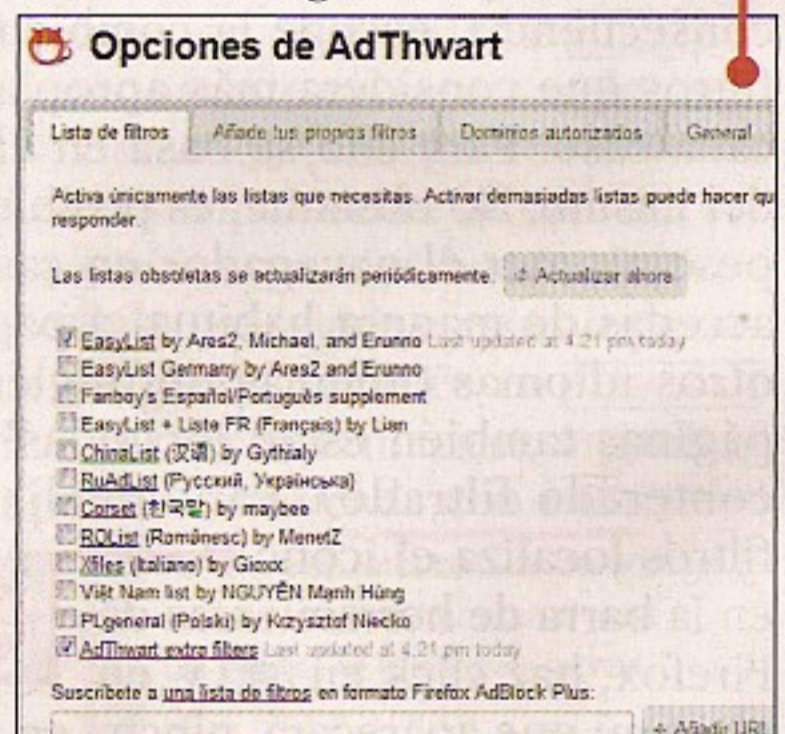 Opciones de AdThwart
Lista de filtros Añade tus propios filtros Dominios autorizados General
Activa únicamente las listas que necesitas. Activar demasiadas listas puede hacer qu
responder.
Las listas obsoletas se actualizarán periódicamente. Actualizar ahora
EasyList by Ares2, Michael, and Erunno Last updated at 4:21 pm today
EasyList Germany by Ares2 and Erunno
Fanboy's Español/Português supplement
EasyList + Liste FR (Français) by Lian
ChinaList (汉语) by Gythialy
RuAdList (Русский, Українська)
Corset (한국말) by maybee
ROList (Românesc) by MenetZ
Xfiles (Italiano) by Gioxx
Việt Nam list by NGUYỄN Mạnh Hùng
PLgeneral (Polski) by Krzysztof Niecko
AdThwart extra filters Last updated at 4:21 pm today
Suscríbete a una lista de filtros en formato Firefox AdBlock Plus:
+ Añadir URL